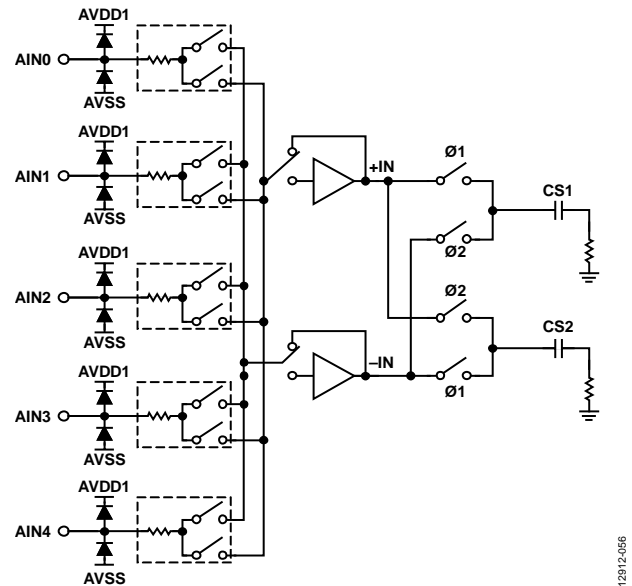 AVDD1
AIN0
AVSS
AVDD1
AIN1
AVSS
AVDD1
AIN2
AVSS
AVDD1
AIN3
AVSS
AVDD1
AIN4
AVSS
+IN
Ø1
CS1
Ø2
Ø2
CS2
–IN
Ø1
12912-056